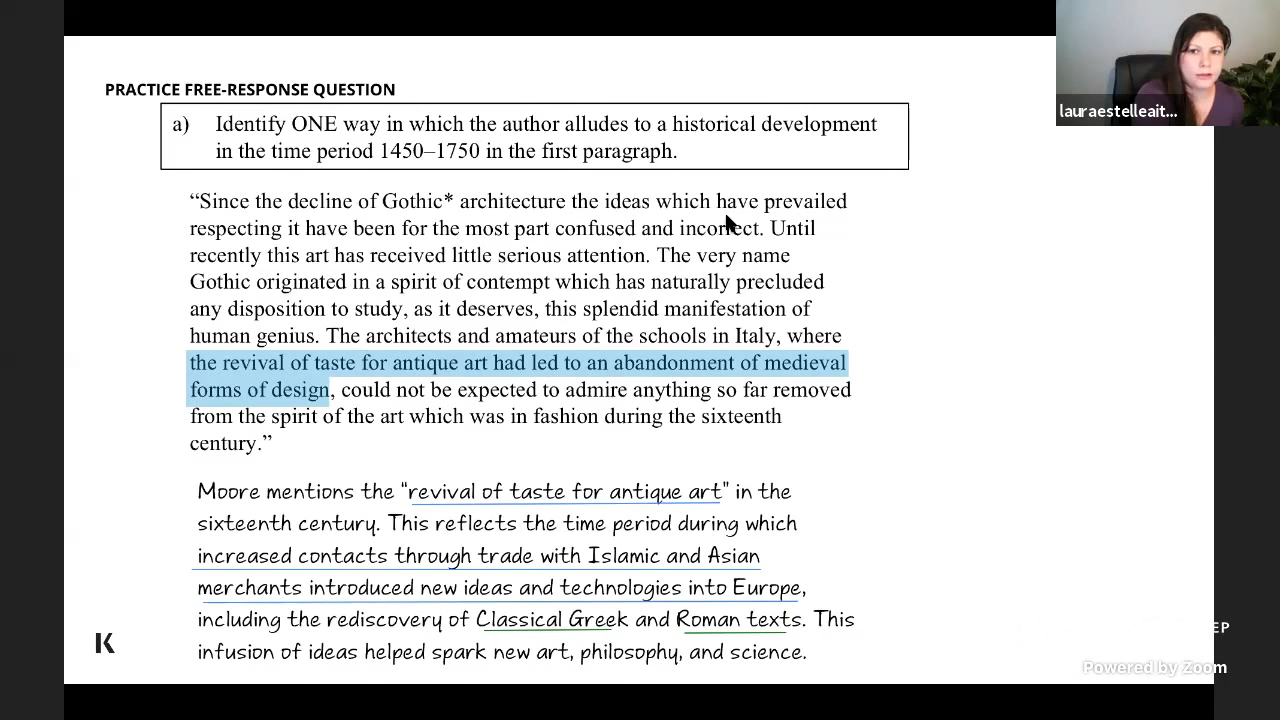 PRACTICE FREE-RESPONSE QUESTION
a) Identify ONE way in which the author alludes to a historical development
in the time period 1450–1750 in the first paragraph.
“Since the decline of Gothic* architecture the ideas which have prevailed
respecting it have been for the most part confused and incorrect. Until
recently this art has received little serious attention. The very name
Gothic originated in a spirit of contempt which has naturally precluded
any disposition to study, as it deserves, this splendid manifestation of
human genius. The architects and amateurs of the schools in Italy, where
the revival of taste for antique art had led to an abandonment of medieval
forms of design, could not be expected to admire anything so far removed
from the spirit of the art which was in fashion during the sixteenth
century.”
Moore mentions the “revival of taste for antique art” in the
sixteenth century. This reflects the time period during which
increased contacts through trade with Islamic and Asian
merchants introduced new ideas and technologies into Europe,
including the rediscovery of Classical Greek and Roman texts. This
infusion of ideas helped spark new art, philosophy, and science.
K
EP
Powered by Zoom
lauraestelleait...